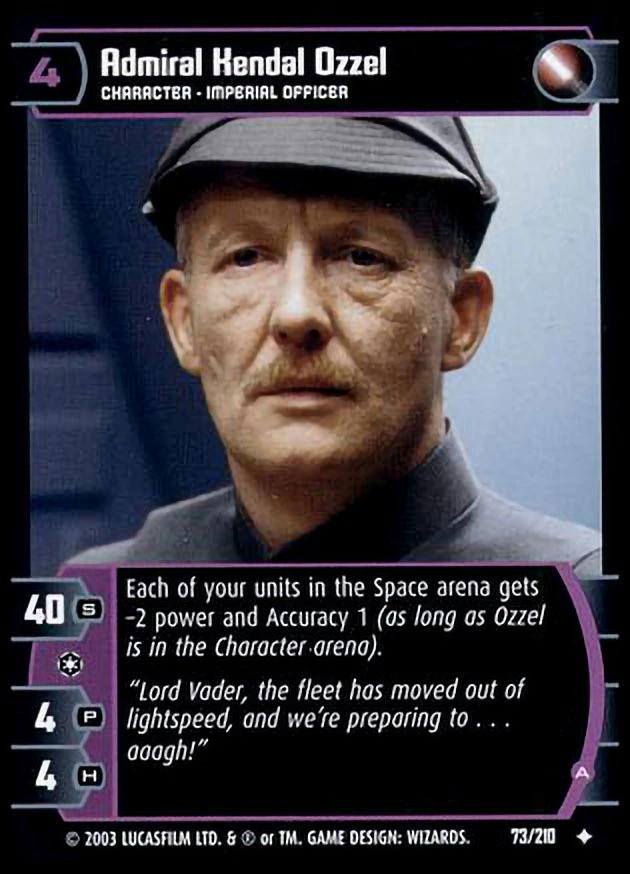 4
Admiral Kendal Ozzel
CHARACTER - IMPERIAL OFFICER
Each of your units in the Space arena gets
-2 power and Accuracy 1 (as long as Ozzel
is in the Character arena).
40 S
"Lord Vader, the fleet has moved out of
lightspeed, and we're preparing to . . .
aaagh!"
4 P
4 H
A
© 2003 LUCASFILM LTD. & ® or TM. GAME DESIGN: WIZARDS. 73/210